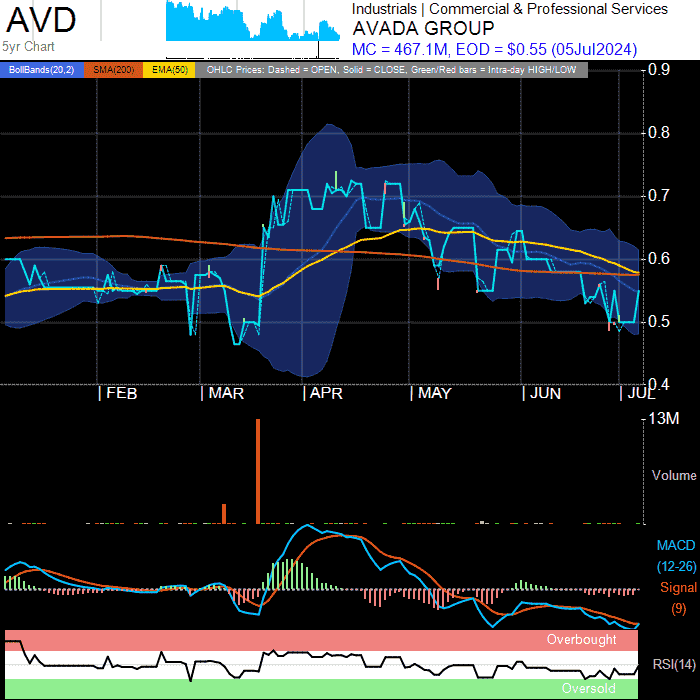 AVD
5yr Chart
Industrials | Commercial & Professional Services
AVADA GROUP
MC = 467.1M, EOD = $0.55 (05Jul2024)
BollBands(20,2) SMA(200) EMA(50) OHLC Prices: Dashed = OPEN, Solid = CLOSE, Green/Red bars = Intra-day HIGH/LOW
0.9
0.8
0.7
0.6
0.5
0.4
FEB MAR APR MAY JUN JUL
13M
Volume
MACD
(12-26)
Signal
(9)
Overbought
RSI(14)
Oversold